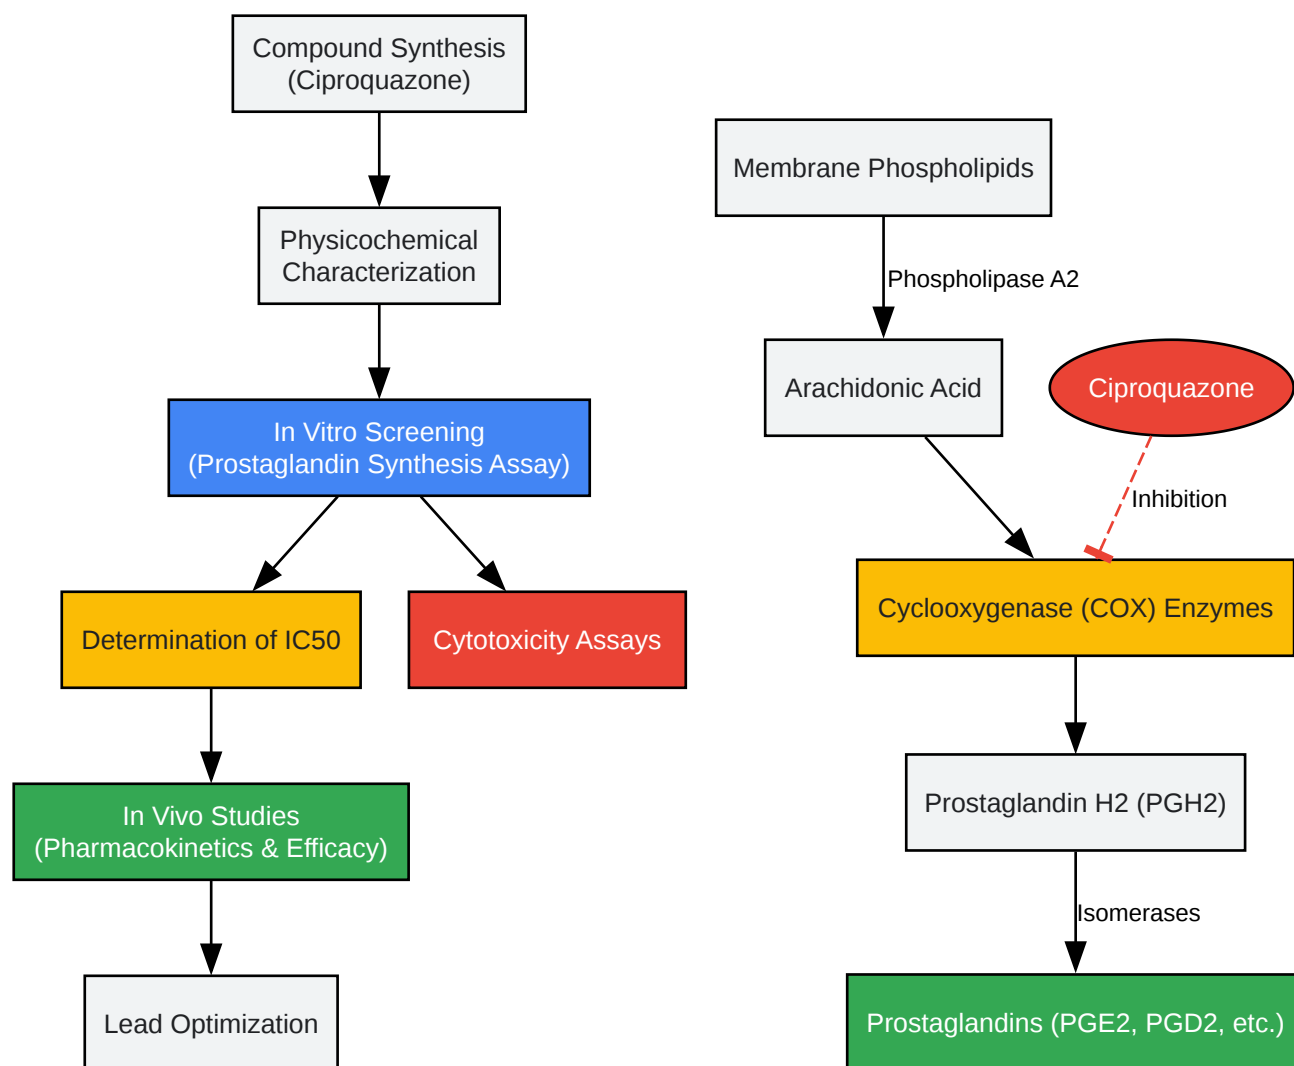 Compound Synthesis
(Ciproquazone)
Physicochemical
Characterization
In Vitro Screening
(Prostaglandin Synthesis Assay)
Determination of IC50
Cytotoxicity Assays
In Vivo Studies
(Pharmacokinetics & Efficacy)
Lead Optimization
Membrane Phospholipids
Phospholipase A2
Arachidonic Acid
Ciproquazone
Inhibition
Cyclooxygenase (COX) Enzymes
Prostaglandin H2 (PGH2)
Isomerases
Prostaglandins (PGE2, PGD2, etc.)